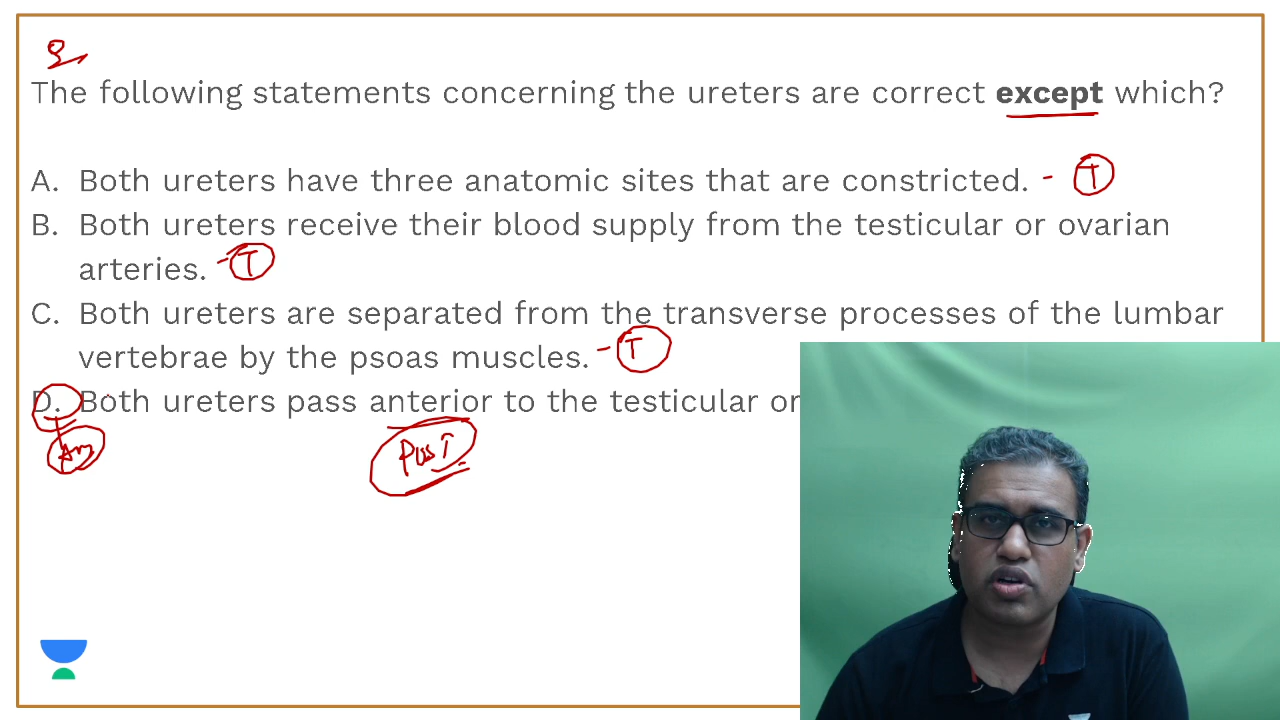 Q
The following statements concerning the ureters are correct except which?
A. Both ureters have three anatomic sites that are constricted. - T
B. Both ureters receive their blood supply from the testicular or ovarian
arteries. - T
C. Both ureters are separated from the transverse processes of the lumbar
vertebrae by the psoas muscles. - T
D. Both ureters pass anterior to the testicular or
Ans
Post